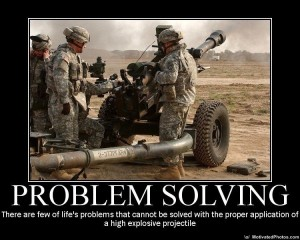 PROBLEM SOLVING
There are few of life's problems that cannot be solved with the proper application of
a high explosive projectile
MotivatedPhotos.com